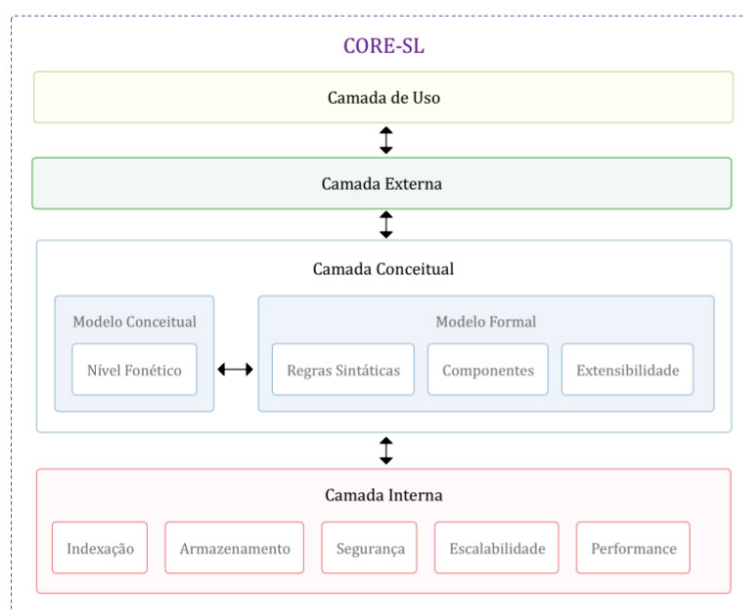 CORE-SL
Camada de Uso
Camada Externa
Camada Conceitual
Modelo Conceitual
Modelo Formal
Nível Fonético
Regras Sintáticas
Componentes
Extensibilidade
Camada Interna
Indexação
Armazenamento
Segurança
Escalabilidade
Performance